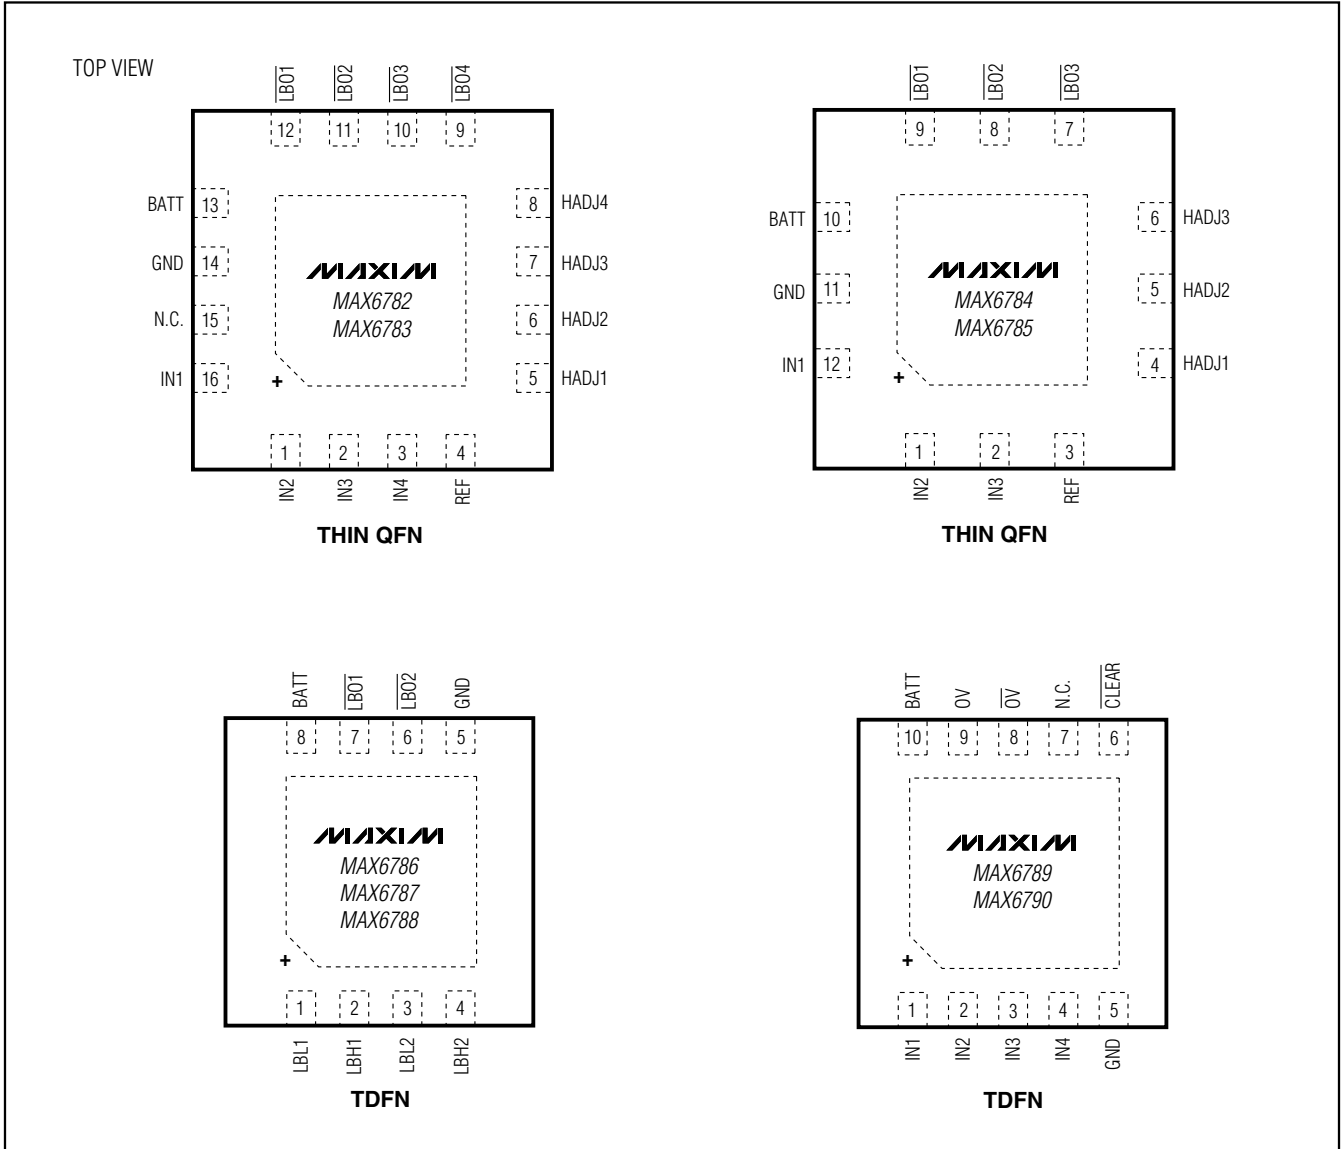 TOP VIEW
LBO1 LBO2 LBO3 LBO4
12 11 10 9
BATT 13
GND 14
N.C. 15
IN1 16
8 HADJ4
7 HADJ3
6 HADJ2
5 HADJ1
MAXIM
MAX6782
MAX6783
+
1 2 3 4
IN2 IN3 IN4 REF
THIN QFN
LBO1 LBO2 LBO3
9 8 7
BATT 10
GND 11
IN1 12
6 HADJ3
5 HADJ2
4 HADJ1
MAXIM
MAX6784
MAX6785
+
1 2 3
IN2 IN3 REF
THIN QFN
BATT LBO1 LBO2 GND
8 7 6 5
MAXIM
MAX6786
MAX6787
MAX6788
+
1 2 3 4
LBL1 LBH1 LBL2 LBH2
TDFN
BATT OV OV N.C. CLEAR
10 9 8 7 6
MAXIM
MAX6789
MAX6790
+
1 2 3 4 5
IN1 IN2 IN3 IN4 GND
TDFN